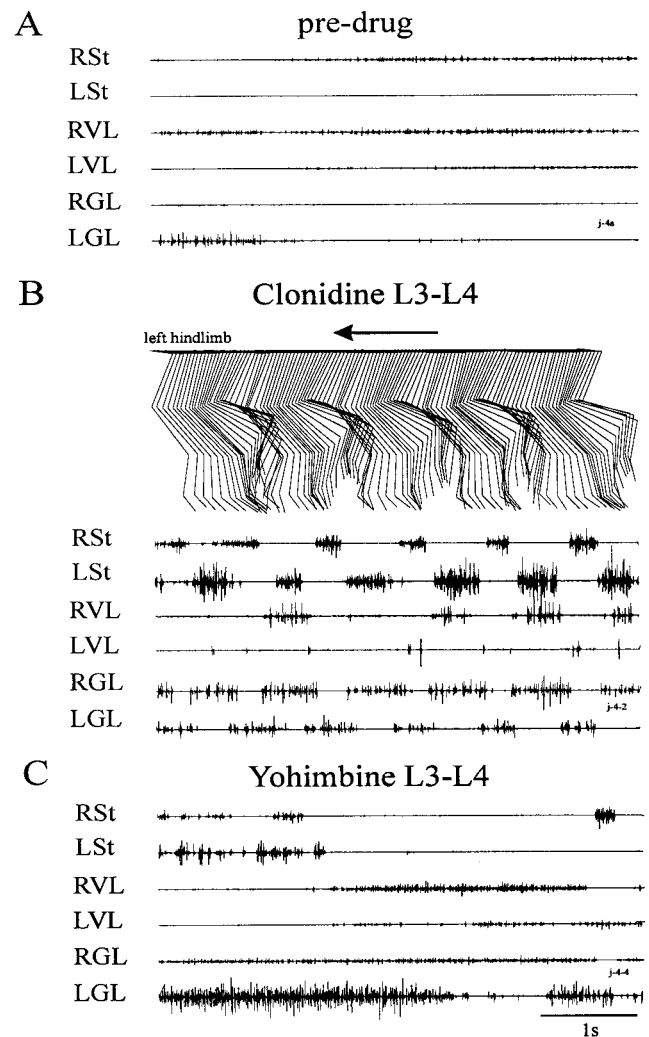 A pre-drug
RSt
LSt
RVL
LVL
RGL
j-4a
LGL
B Clonidine L3-L4
left hindlimb
RSt
LSt
RVL
LVL
RGL
j-4-2
LGL
C Yohimbine L3-L4
RSt
LSt
RVL
LVL
RGL
j-4-4
LGL
1s